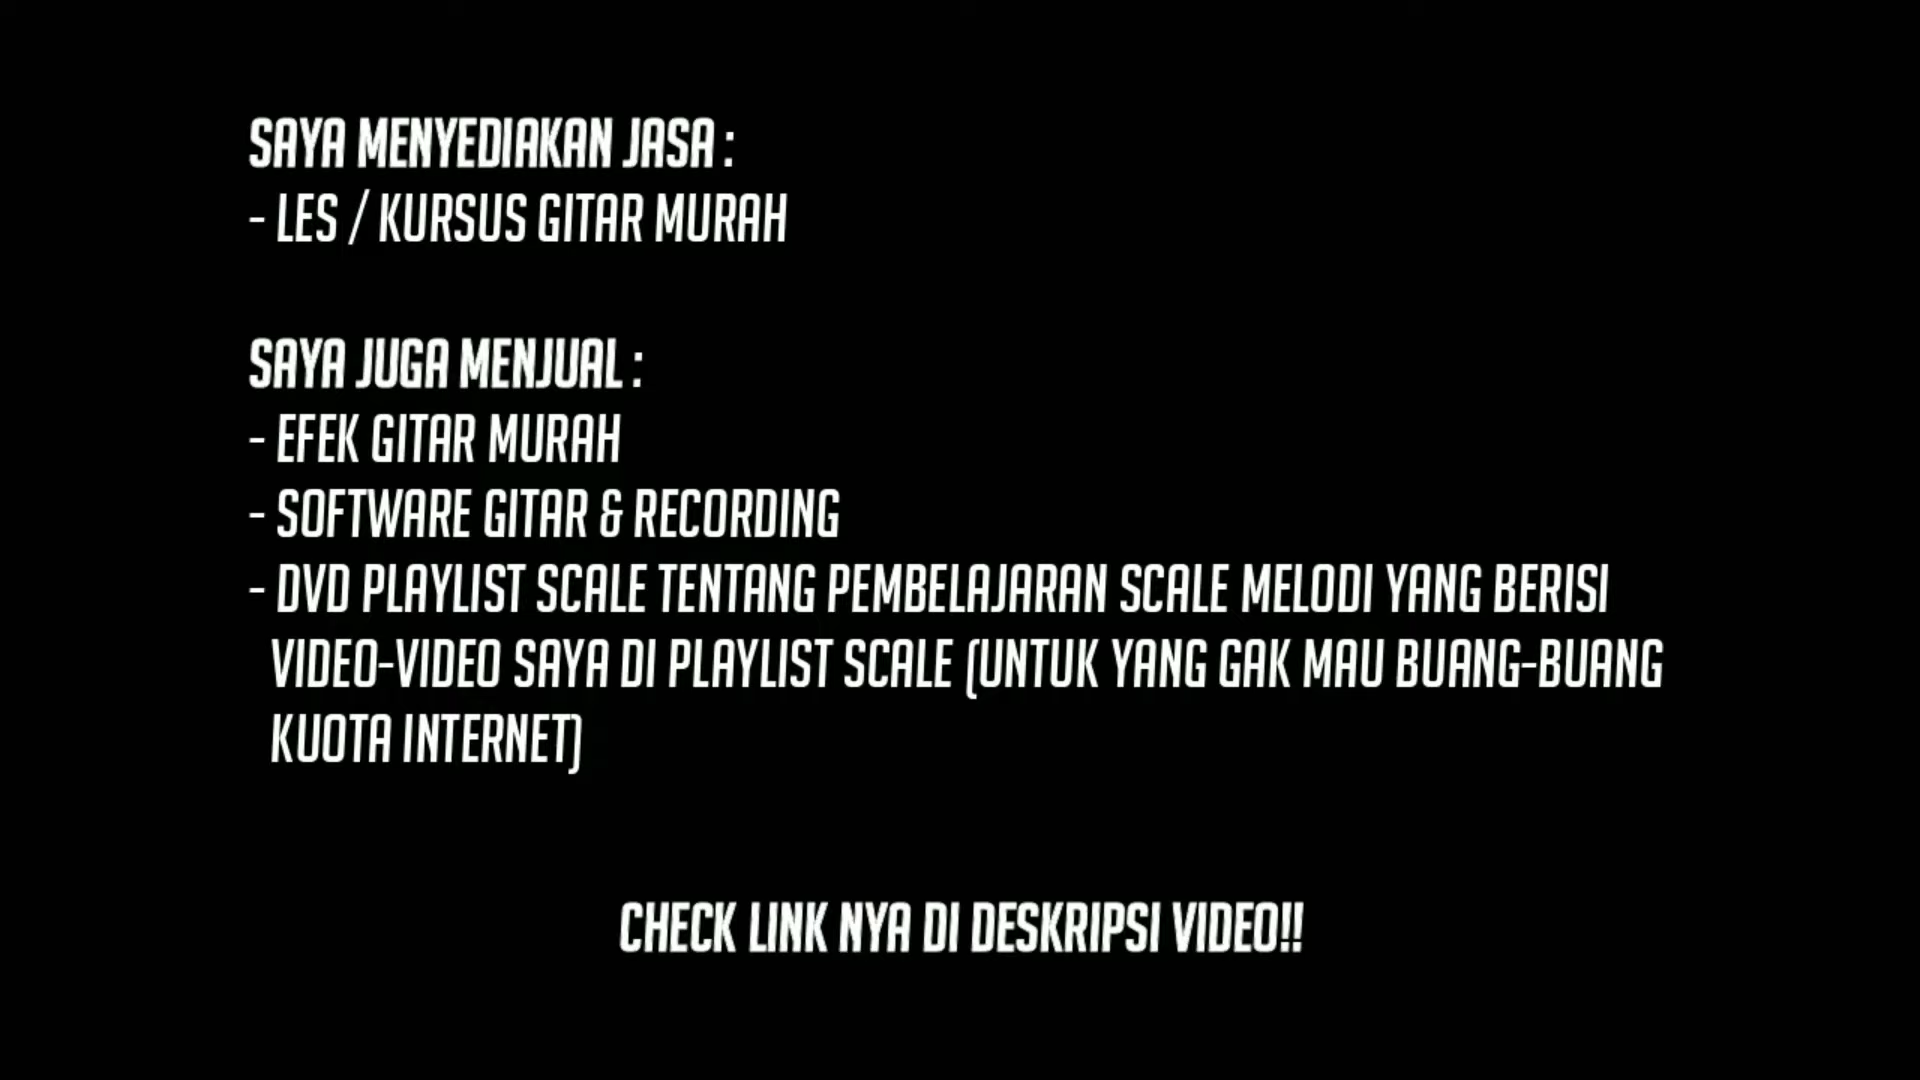 SAYA MENYEDIAKAN JASA :
- LES / KURSUS GITAR MURAH
SAYA JUGA MENJUAL :
- EFEK GITAR MURAH
- SOFTWARE GITAR & RECORDING
- DVD PLAYLIST SCALE TENTANG PEMBELAJARAN SCALE MELODI YANG BERISI
VIDEO-VIDEO SAYA DI PLAYLIST SCALE (UNTUK YANG GAK MAU BUANG-BUANG
KUOTA INTERNET)
CHECK LINK NYA DI DESKRIPSI VIDEO!!